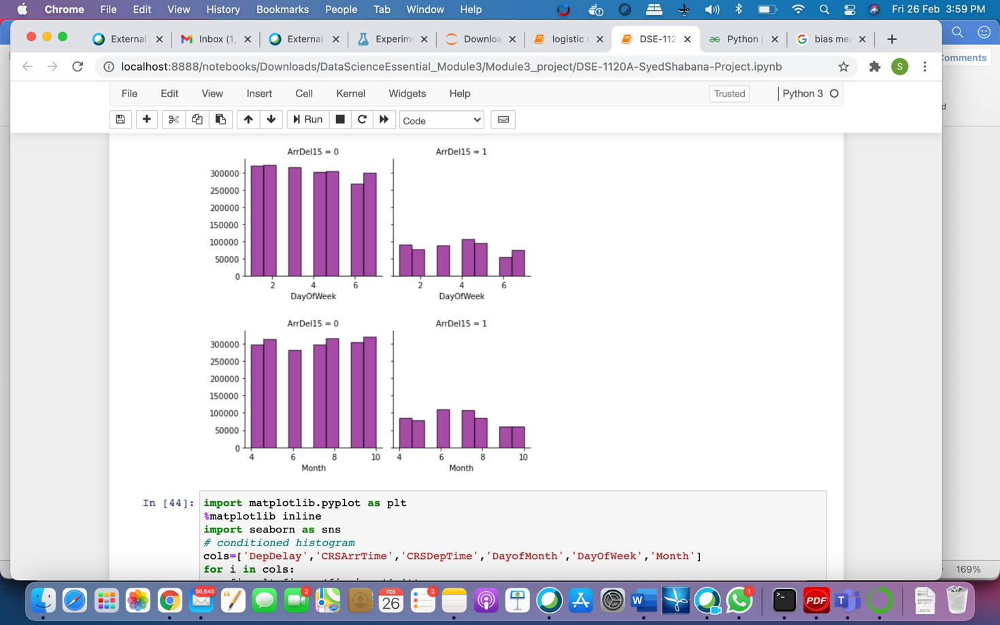 Chrome File Edit View History Bookmarks People Tab Window Help Fri 26 Feb 3:59 PM
External Inbox (1, External Experime Downloa logistic DSE-112 Python bias mea
localhost:8888/notebooks/Downloads/DataScienceEssential_Module3/Module3_project/DSE-1120A-SyedShabana-Project.ipynb S
omments
File Edit View Insert Cell Kernel Widgets Help Trusted Python 3
Run Code
ArrDel15 = 0 ArrDel15 = 1
300000
250000
200000
150000
100000
50000
0
2 4 6 2 4 6
DayOfWeek DayOfWeek
ArrDel15 = 0 ArrDel15 = 1
300000
250000
200000
150000
100000
50000
0
4 6 8 10 4 6 8 10
Month Month
In [44]: import matplotlib.pyplot as plt
%matplotlib inline
import seaborn as sns
# conditioned histogram
cols=['DepDelay','CRSArrTime','CRSDepTime','DayofMonth','DayOfWeek','Month']
for i in cols:
169%
56,646 2 FEB 26 2 W 1 >_ PDF T .DOCX